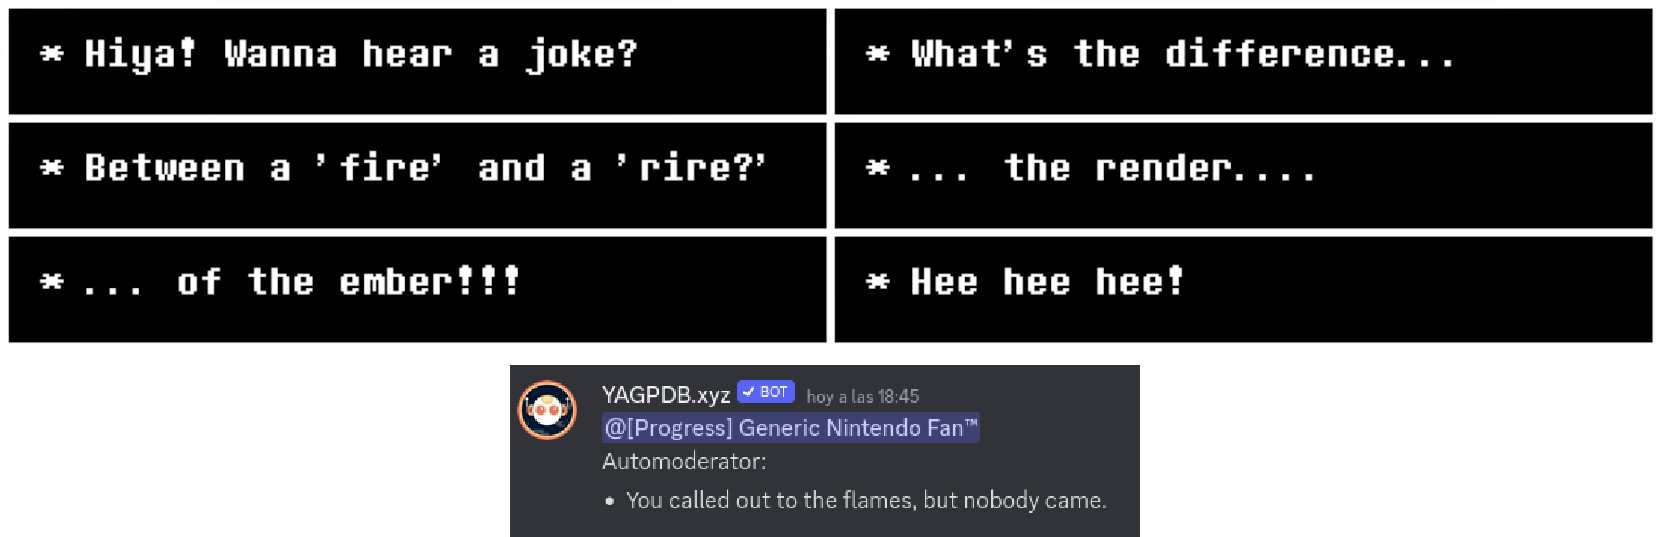 * Hiya! Wanna hear a joke?
* What's the difference...
* Between a 'fire' and a 'rire?'
* ... the render....
* ... of the ember!!!
* Hee hee hee!
YAGPDB.xyz ✓ BOT hoy a las 18:45
@[Progress] Generic Nintendo Fan™
Automoderator:
• You called out to the flames, but nobody came.